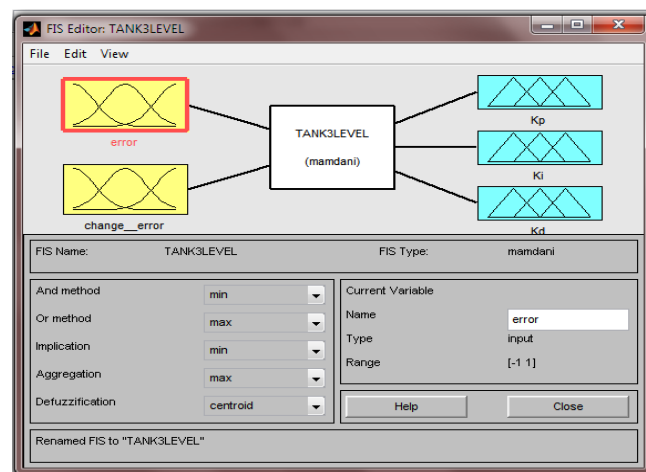 FIS Editor: TANK3LEVEL
File Edit View
error
change__error
TANK3LEVEL
(mamdani)
Kp
Ki
Kd
FIS Name: TANK3LEVEL FIS Type: mamdani
And method min
Or method max
Implication min
Aggregation max
Defuzzification centroid
Current Variable
Name error
Type input
Range [-1 1]
Help Close
Renamed FIS to "TANK3LEVEL"